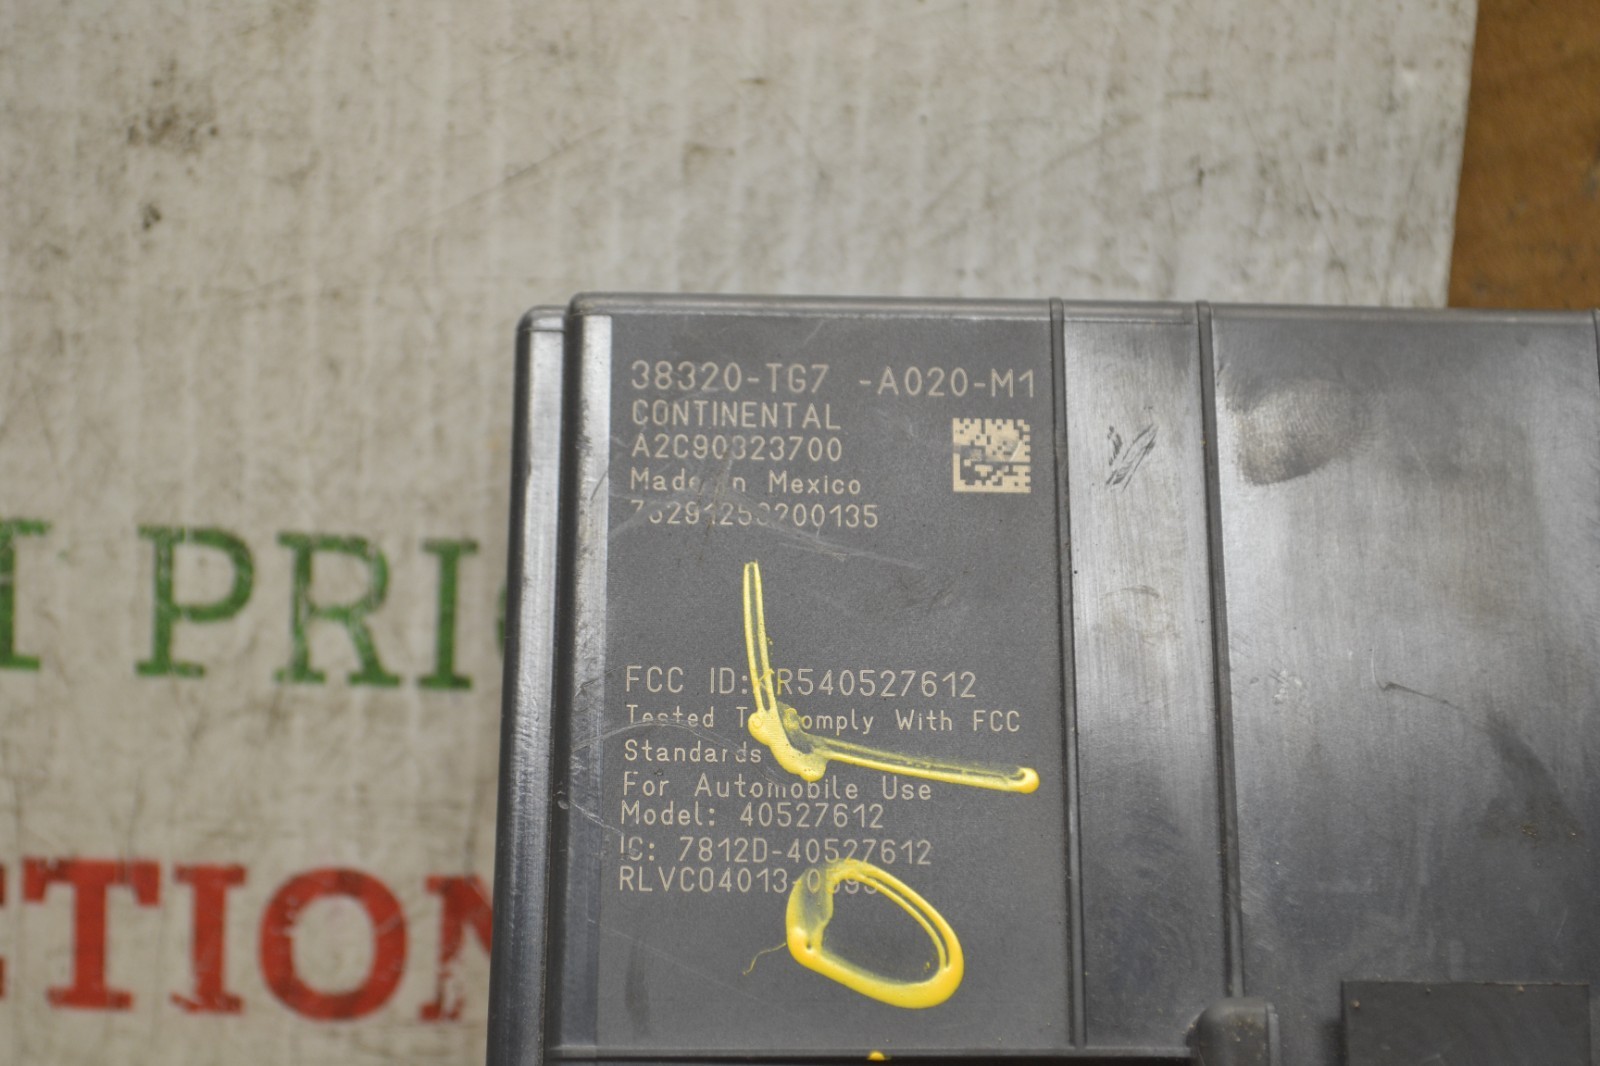 38320-TG7 -A020-M1
CONTINENTAL
A2C90323700
Made in Mexico
FCC ID:KR540527612
Tested To Comply With FCC
Standards
For Automobile Use
Model: 40527612
IC: 7812D-40527612
PRI
CTION